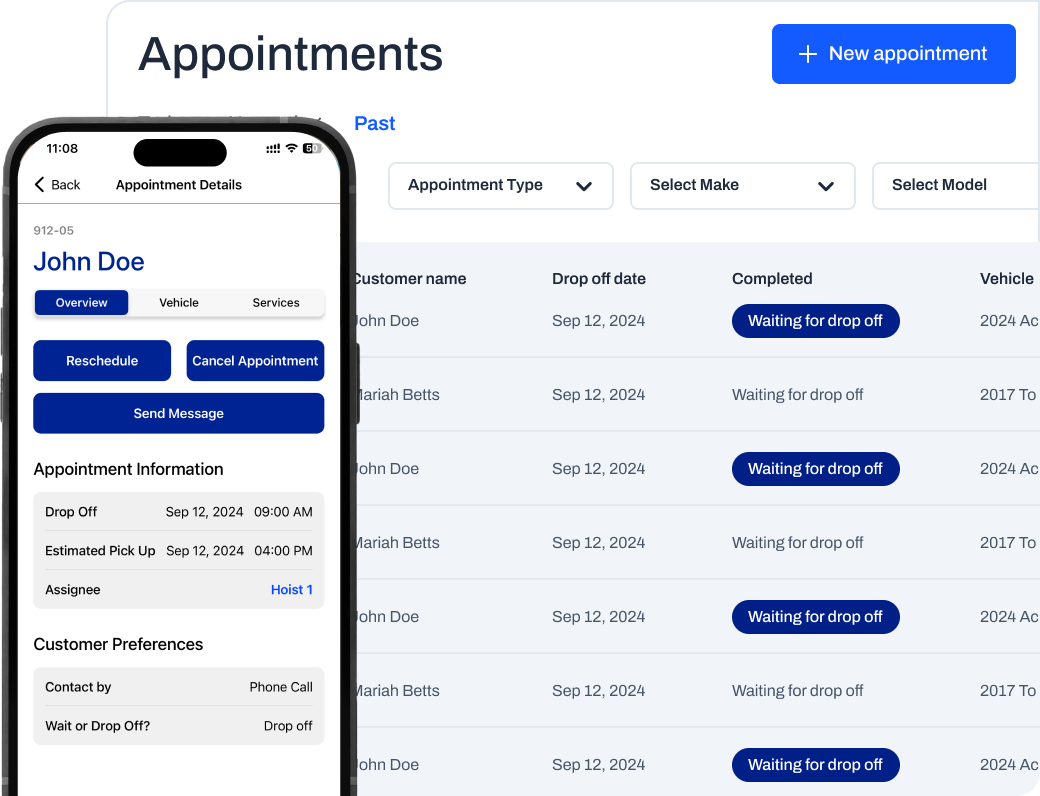 Appointments
+ New appointment
Past
Appointment Type
Select Make
Select Model
Customer name Drop off date Completed Vehicle
John Doe Sep 12, 2024 Waiting for drop off 2024 Ac
Mariah Betts Sep 12, 2024 Waiting for drop off 2017 To
John Doe Sep 12, 2024 Waiting for drop off 2024 Ac
Mariah Betts Sep 12, 2024 Waiting for drop off 2017 To
John Doe Sep 12, 2024 Waiting for drop off 2024 Ac
Mariah Betts Sep 12, 2024 Waiting for drop off 2017 To
John Doe Sep 12, 2024 Waiting for drop off 2024 Ac
11:08
50
Back
Appointment Details
912-05
John Doe
Overview Vehicle Services
Reschedule Cancel Appointment
Send Message
Appointment Information
Drop Off Sep 12, 2024 09:00 AM
Estimated Pick Up Sep 12, 2024 04:00 PM
Assignee Hoist 1
Customer Preferences
Contact by Phone Call
Wait or Drop Off? Drop off